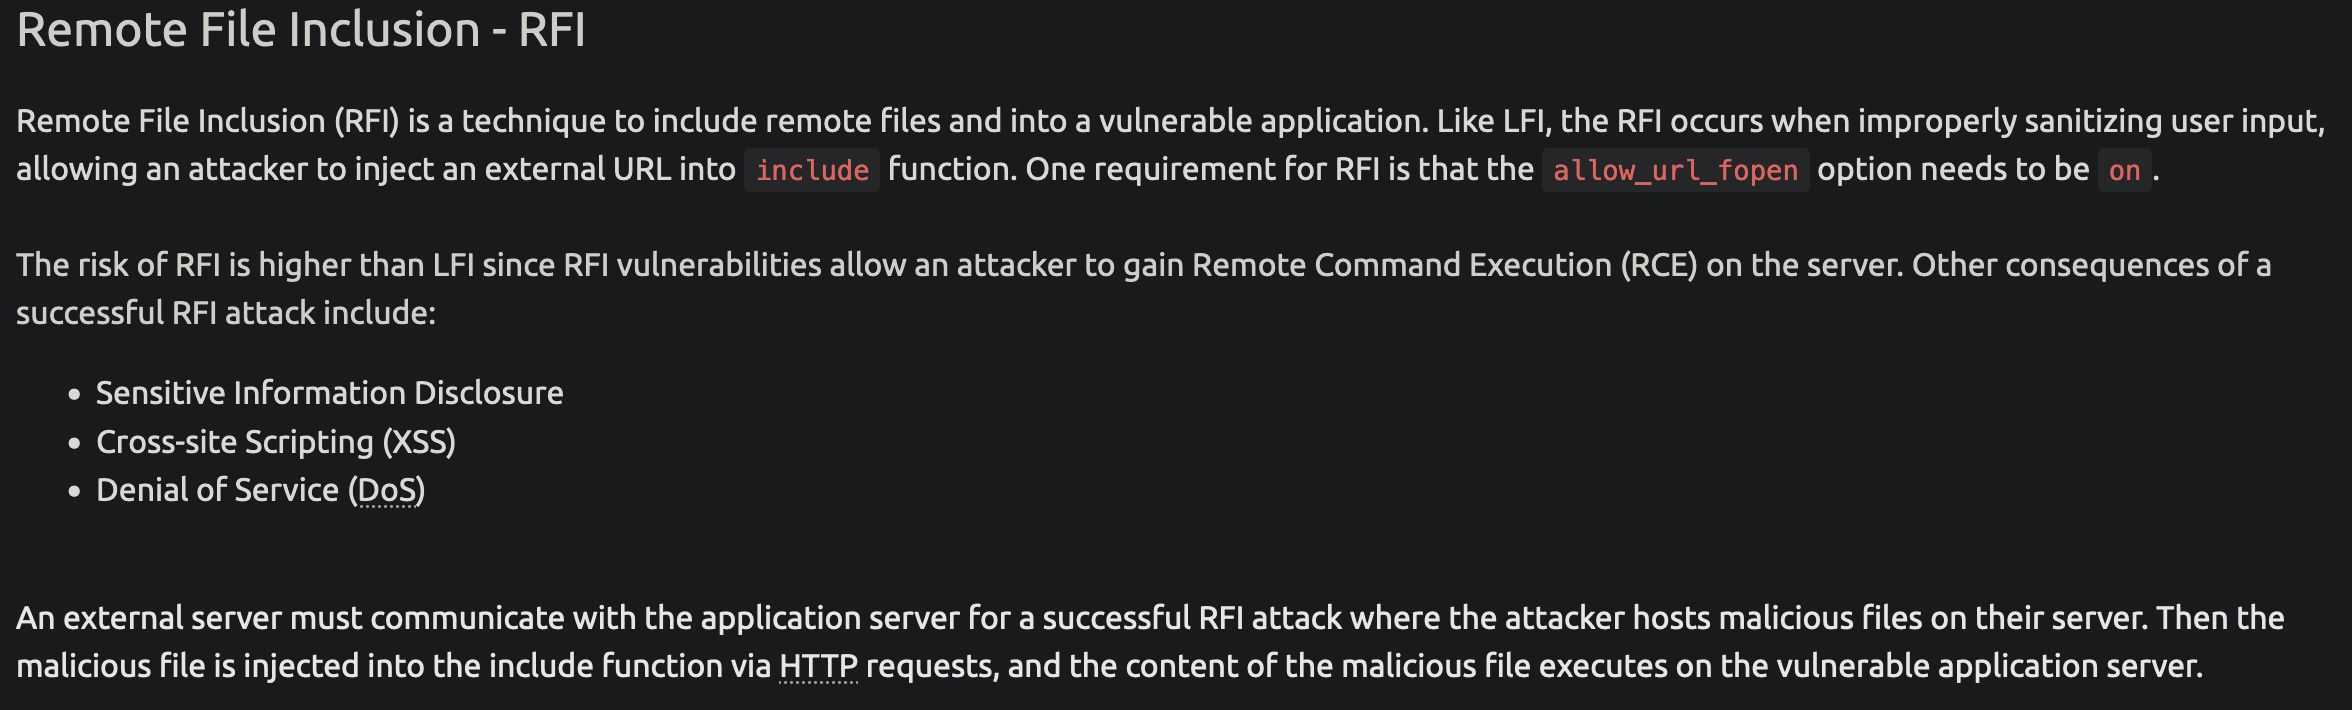 Remote File Inclusion - RFI
Remote File Inclusion (RFI) is a technique to include remote files and into a vulnerable application. Like LFI, the RFI occurs when improperly sanitizing user input,
allowing an attacker to inject an external URL into include function. One requirement for RFI is that the allow_url_fopen option needs to be on.
The risk of RFI is higher than LFI since RFI vulnerabilities allow an attacker to gain Remote Command Execution (RCE) on the server. Other consequences of a
successful RFI attack include:
• Sensitive Information Disclosure
• Cross-site Scripting (XSS)
• Denial of Service (DoS)
An external server must communicate with the application server for a successful RFI attack where the attacker hosts malicious files on their server. Then the
malicious file is injected into the include function via HTTP requests, and the content of the malicious file executes on the vulnerable application server.